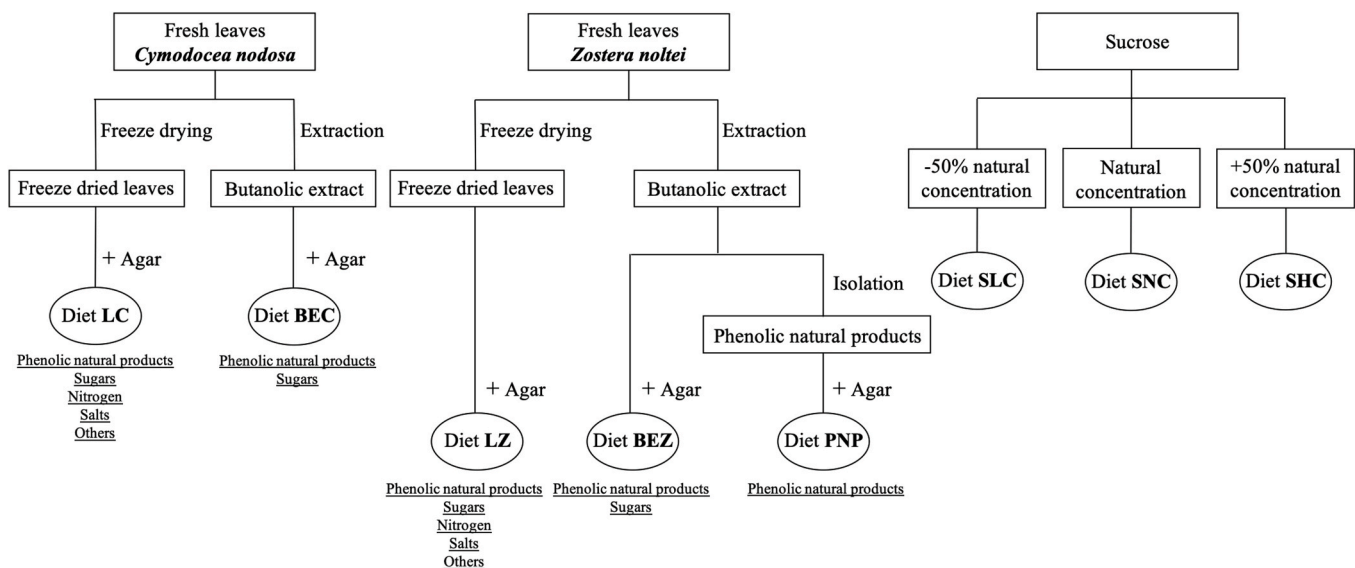 Fresh leaves
Cymodocea nodosa
Freeze drying
Extraction
Freeze dried leaves
Butanolic extract
+ Agar
+ Agar
Diet LC
Diet BEC
Phenolic natural products
Sugars
Nitrogen
Salts
Others
Phenolic natural products
Sugars
Fresh leaves
Zostera noltei
Freeze drying
Extraction
Freeze dried leaves
Butanolic extract
Isolation
Phenolic natural products
+ Agar
+ Agar
+ Agar
Diet LZ
Diet BEZ
Diet PNP
Phenolic natural products
Sugars
Nitrogen
Salts
Others
Phenolic natural products
Sugars
Phenolic natural products
Sucrose
-50% natural
concentration
Natural
concentration
+50% natural
concentration
Diet SLC
Diet SNC
Diet SHC